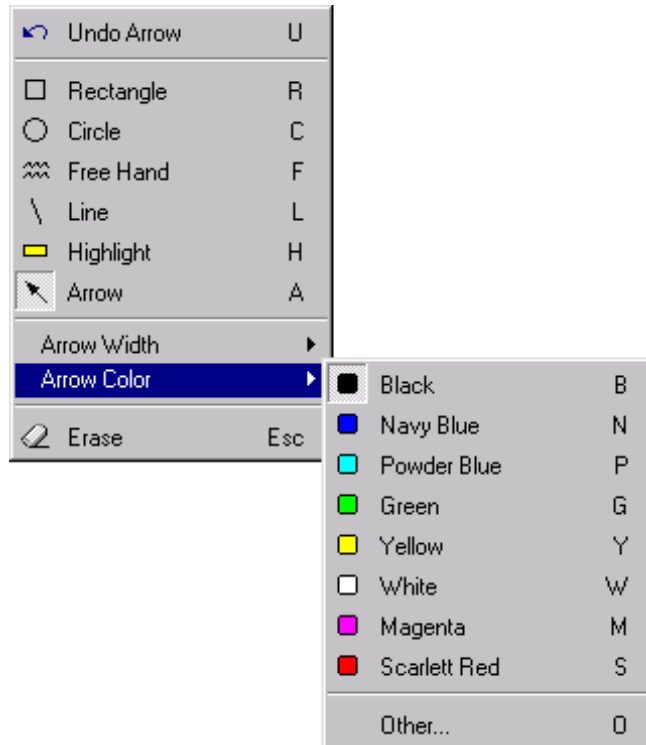 Undo Arrow U
Rectangle R
Circle C
Free Hand F
Line L
Highlight H
Arrow A
Arrow Width
Arrow Color
Erase Esc
Black B
Navy Blue N
Powder Blue P
Green G
Yellow Y
White W
Magenta M
Scarlett Red S
Other... O